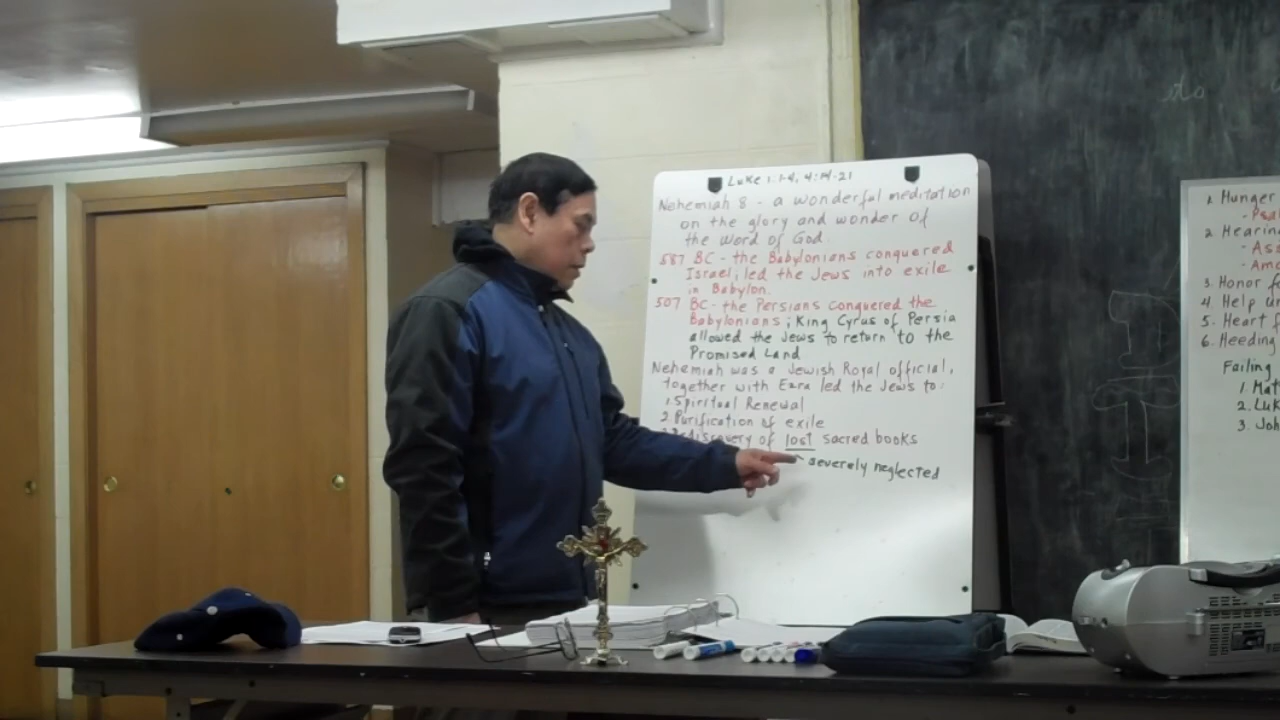 Luke 1:1-4, 4:14-21
Nehemiah 8 - a wonderful meditation
on the glory and wonder of
the Word of God.
587 BC - the Babylonians conquered
Israel; led the Jews into exile
in Babylon.
507 BC - the Persians conquered the
Babylonians; King Cyrus of Persia
allowed the Jews to return to the
Promised Land
Nehemiah was a Jewish Royal official,
together with Ezra led the Jews to:
1. Spiritual Renewal
2. Purification of exile
of lost sacred books
severely neglected
1. Hunger
2. Hearin
3. Honor f
4. Help u
5. Heart f
6. Heeding
Failing
1. Mat
2. Luk
3. Joh